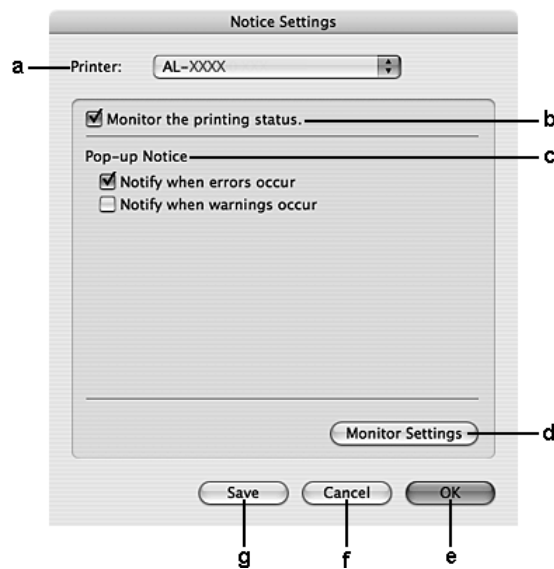 Notice Settings
a Printer: AL-XXXX
Monitor the printing status. b
Pop-up Notice c
Notify when errors occur
Notify when warnings occur
Monitor Settings d
Save Cancel OK
g f e